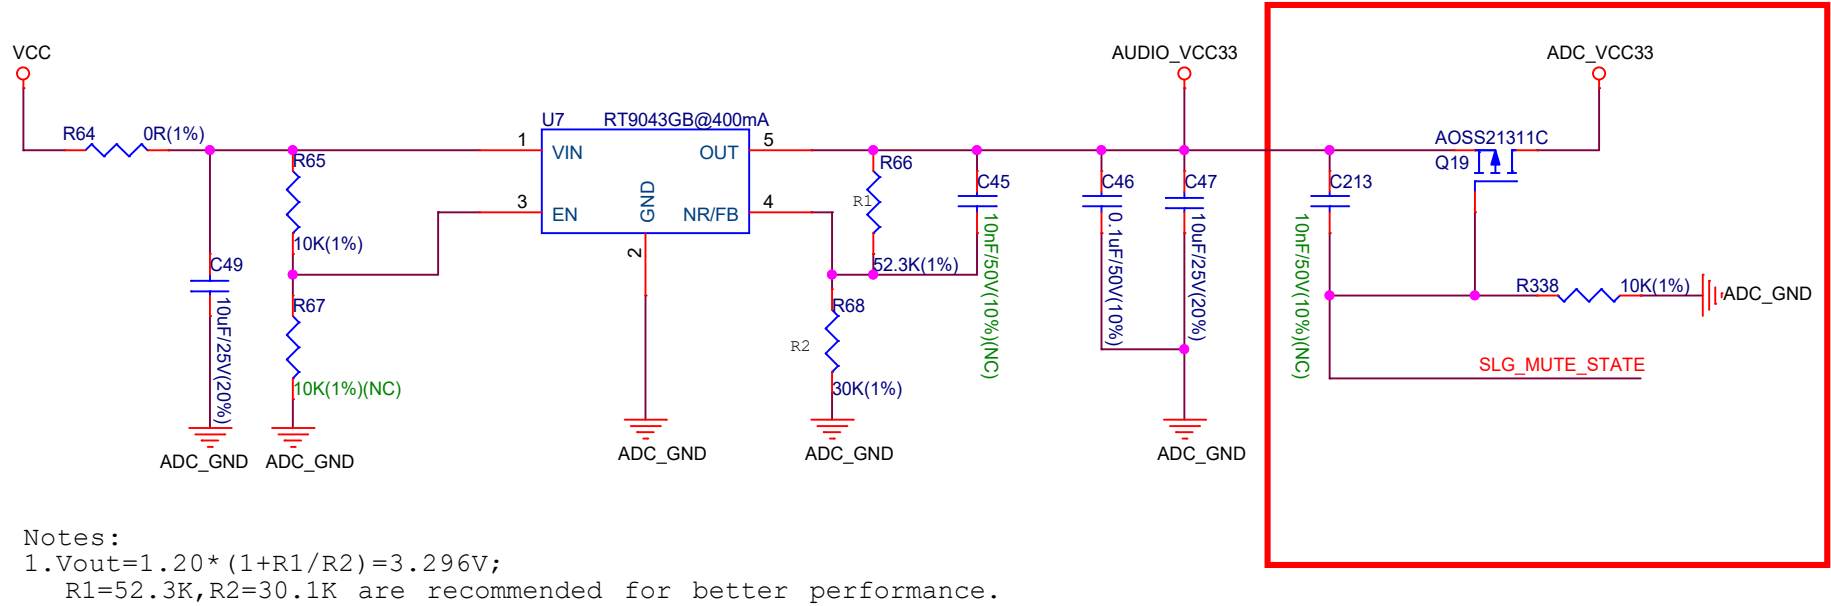 VCC
AUDIO_VCC33
ADC_VCC33
R64
0R(1%)
U7
RT9043GB@400mA
1
VIN
OUT
5
3
EN
GND
NR/FB
4
2
R65
10K(1%)
R66
R1
52.3K(1%)
C45
10nF/50V(10%)(NC)
C46
0.1uF/50V(10%)
C47
10uF/25V(20%)
AOSS21311C
Q19
C213
10nF/50V(10%)(NC)
C49
10uF/25V(20%)
R67
10K(1%)(NC)
R68
R2
30K(1%)
R338
10K(1%)
ADC_GND
SLG_MUTE_STATE
ADC_GND
ADC_GND
ADC_GND
ADC_GND
ADC_GND
Notes:
1.Vout=1.20*(1+R1/R2)=3.296V;
R1=52.3K,R2=30.1K are recommended for better performance.